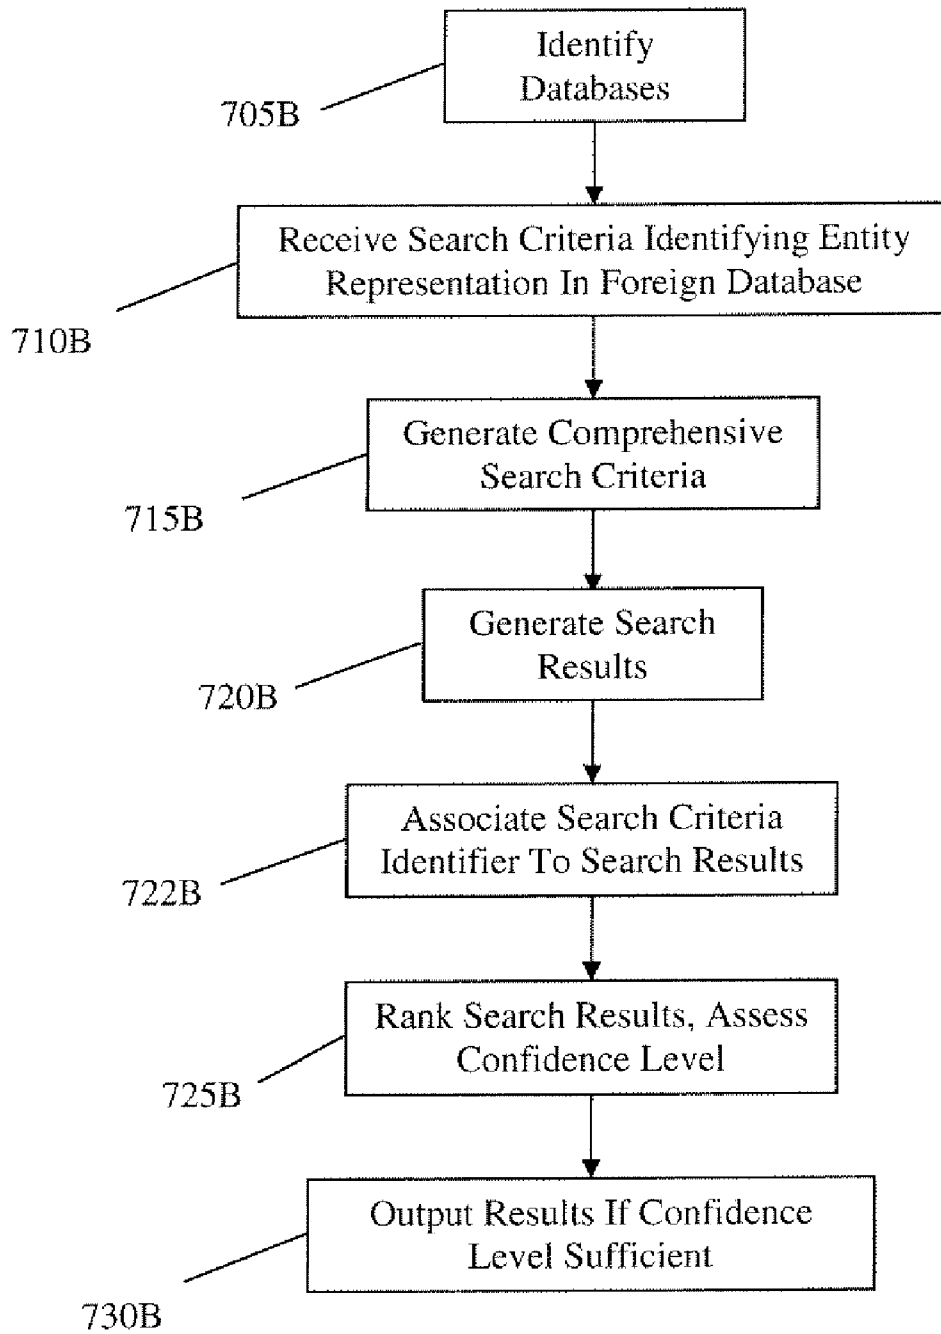 Identify
Databases
705B
Receive Search Criteria Identifying Entity
Representation In Foreign Database
710B
Generate Comprehensive
Search Criteria
715B
Generate Search
Results
720B
Associate Search Criteria
Identifier To Search Results
722B
Rank Search Results, Assess
Confidence Level
725B
Output Results If Confidence
Level Sufficient
730B